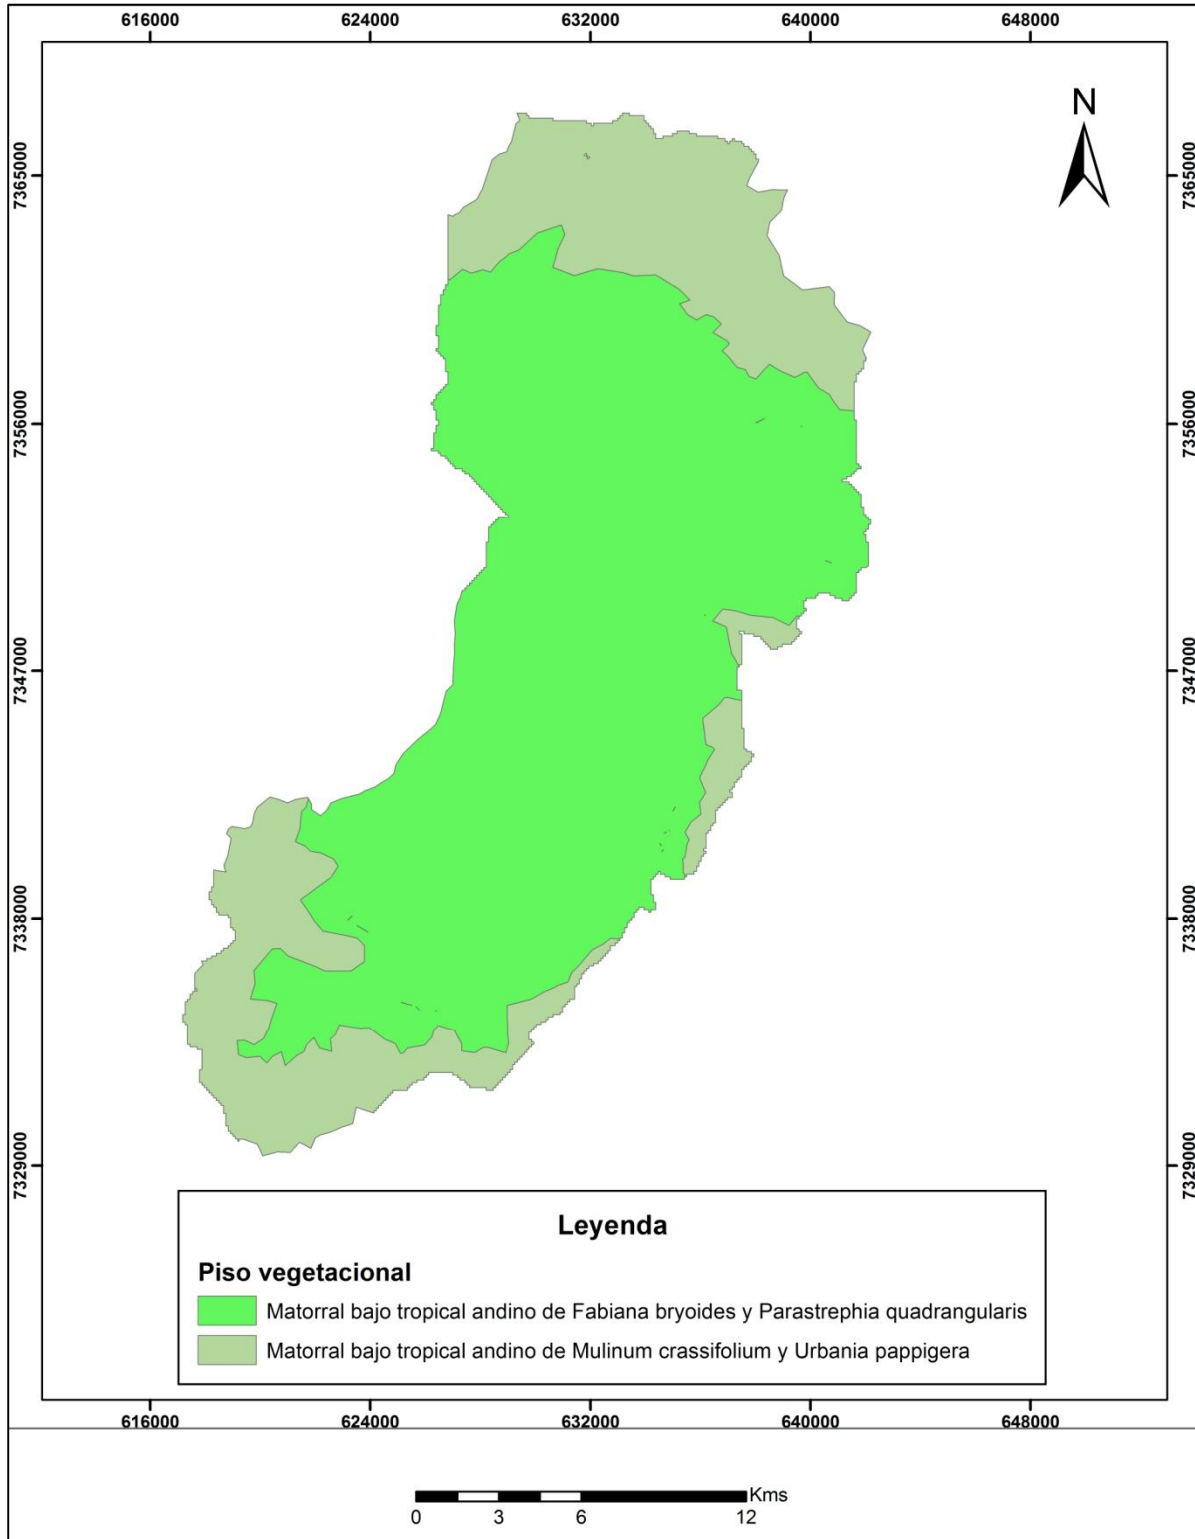 616000 624000 632000 640000 648000
N
7365000 7365000
7356000 7356000
7347000 7347000
7338000 7338000
7329000 7329000
Leyenda
Piso vegetacional
Matorral bajo tropical andino de Fabiana bryoides y Parastrephia quadrangularis
Matorral bajo tropical andino de Mulinum crassifolium y Urbania pappigera
616000 624000 632000 640000 648000
Kms
0 3 6 12